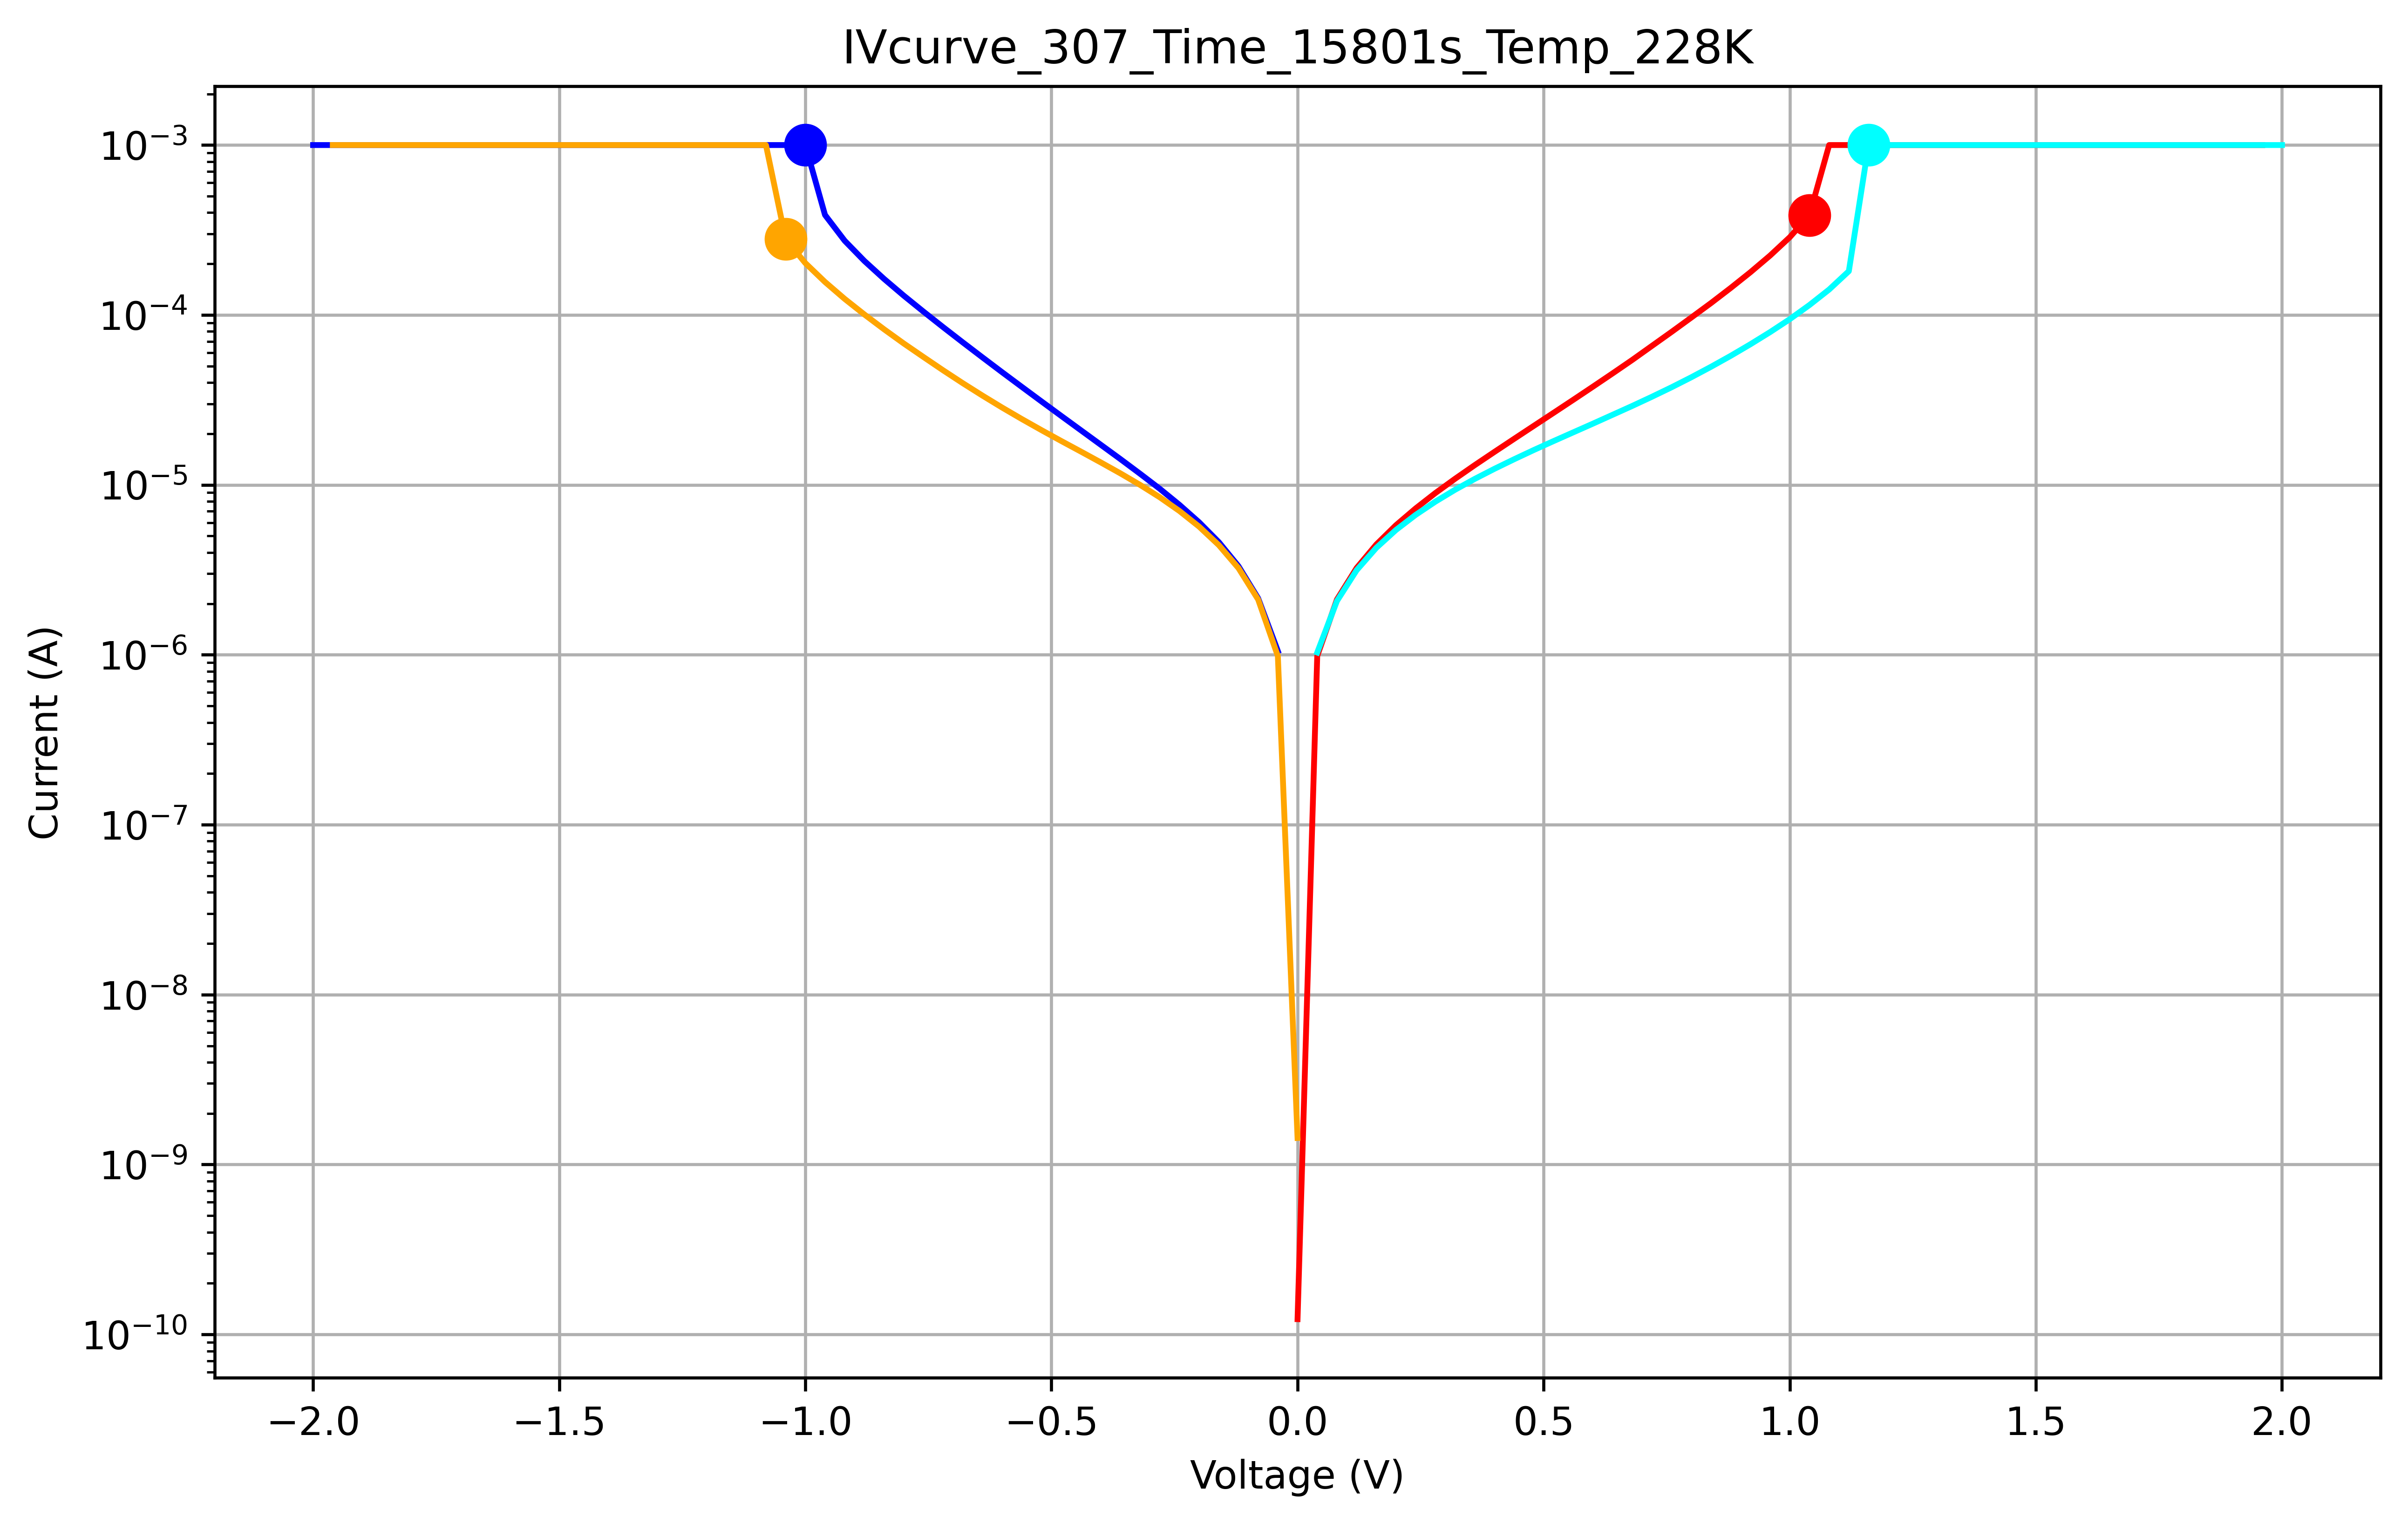 IVcurve_307_Time_15801s_Temp_228K
Current (A)
10⁻³
10⁻⁴
10⁻⁵
10⁻⁶
10⁻⁷
10⁻⁸
10⁻⁹
10⁻¹⁰
−2.0 −1.5 −1.0 −0.5 0.0 0.5 1.0 1.5 2.0
Voltage (V)